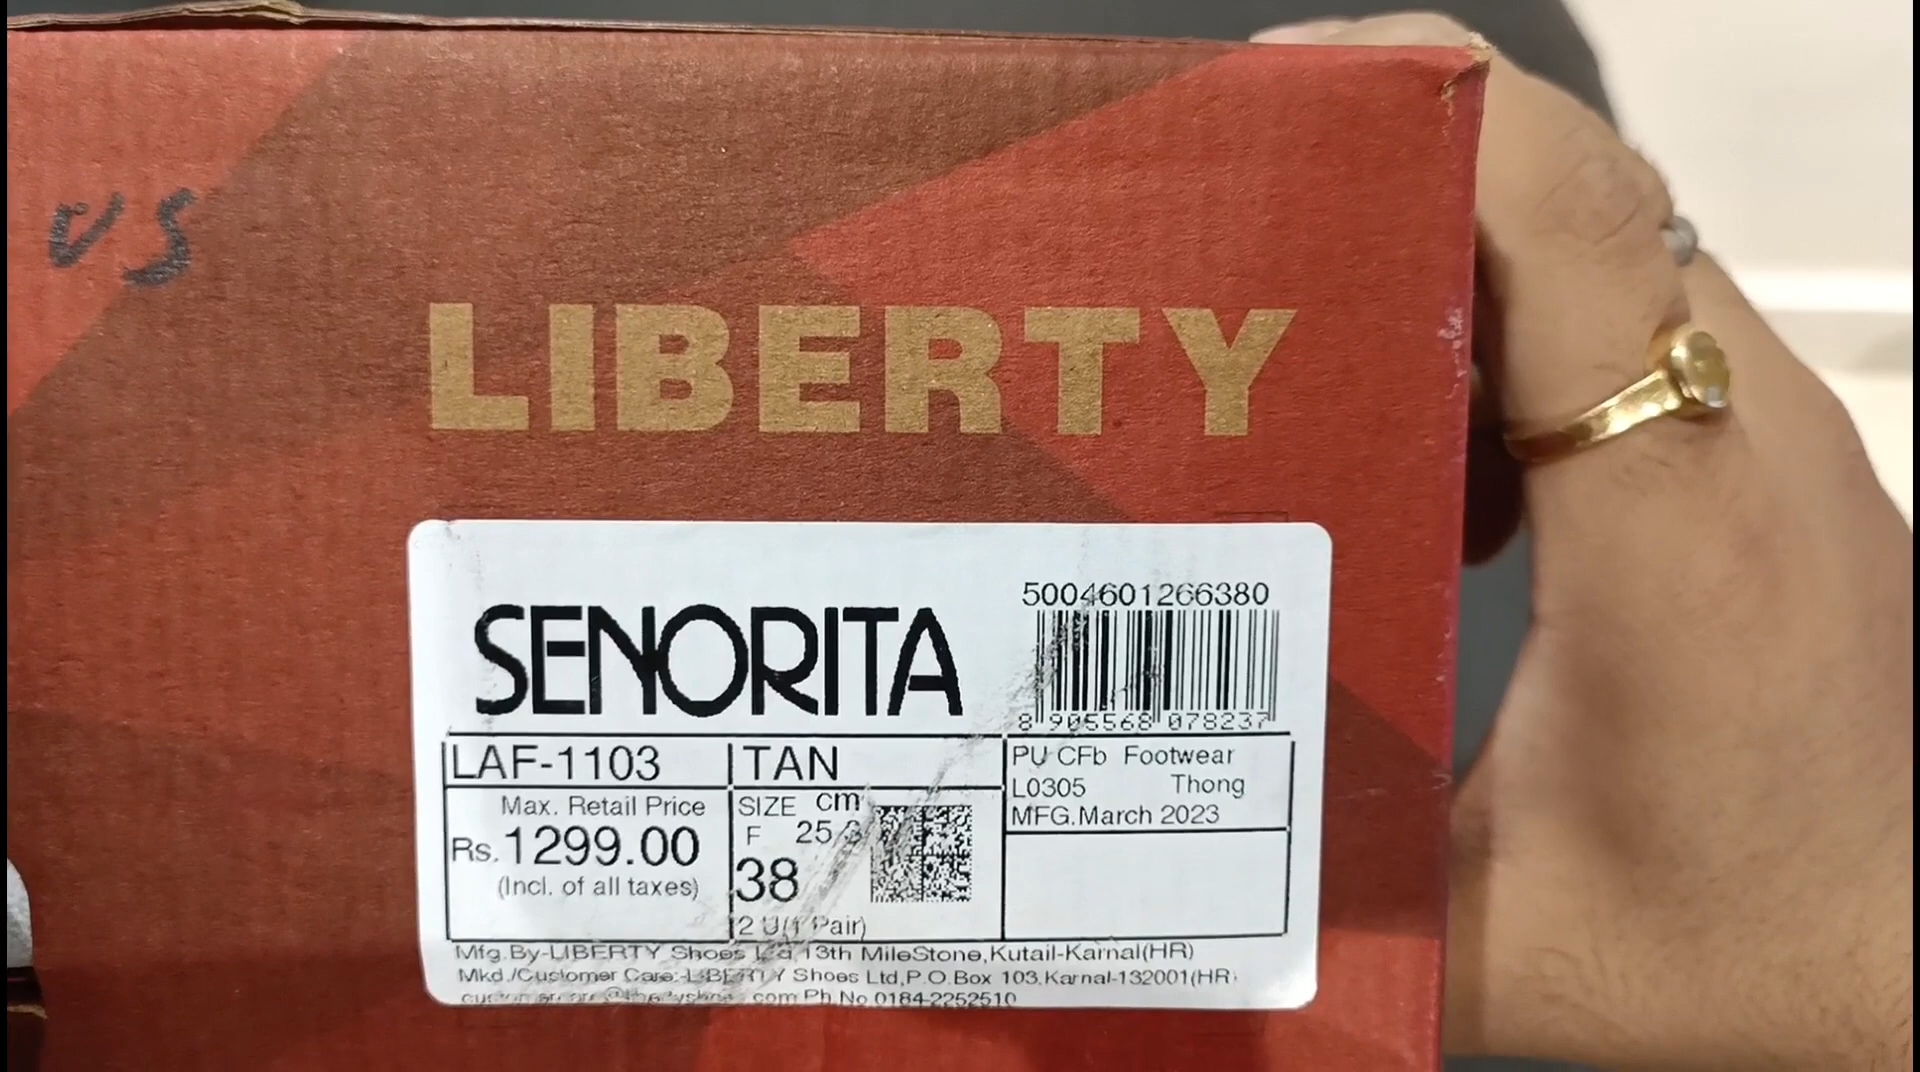 VS
LIBERTY
SENORITA
5004601266380
8 905568 078237
LAF-1103
TAN
PU CFb Footwear
L0305 Thong
MFG.March 2023
Max. Retail Price
Rs.1299.00
(Incl. of all taxes)
SIZE cm
F
38
2 U(1 Pair)
Mfg.By-LIBERTY Shoes Ltd, 13th MileStone,Kutail-Karnal(HR)
Mkd./Customer Care:-LIBERTY Shoes Ltd,P.O.Box 103,Karnal-132001(HR)
.com Ph.No 0184-2252510